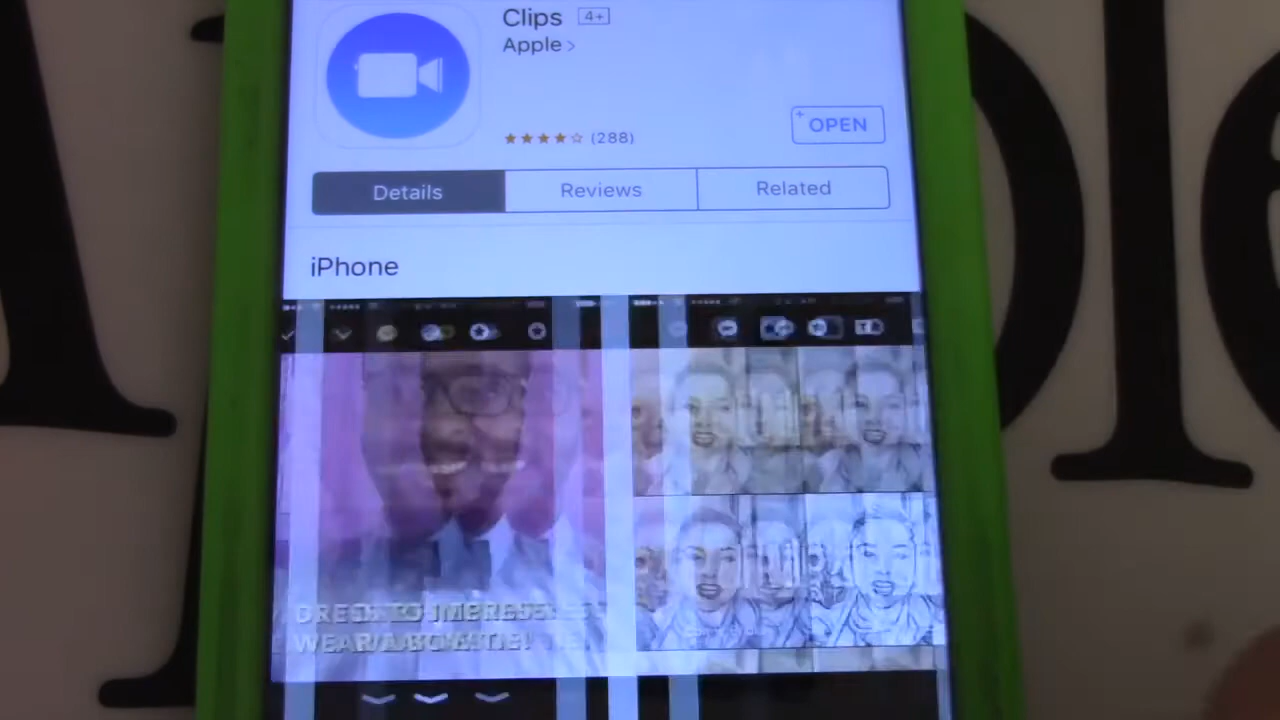 Clips 4+
Apple >
(288)
+ OPEN
Details Reviews Related
iPhone